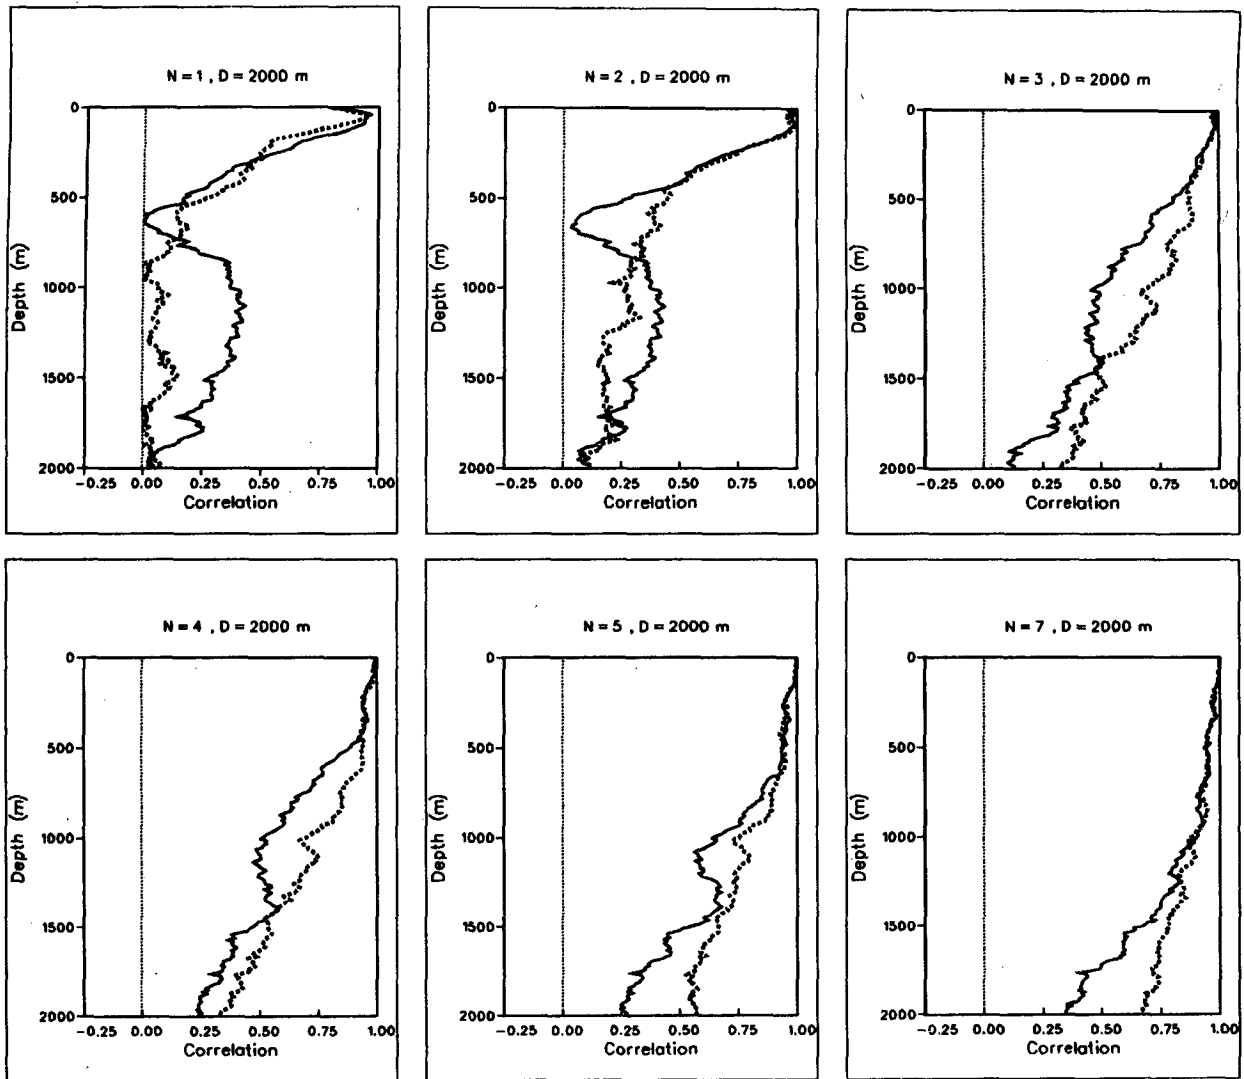 N = 1 , D = 2000 m
0
500
1000
1500
2000
Depth (m)
−0.25 0.00 0.25 0.50 0.75 1.00
Correlation
N = 2 , D = 2000 m
0
500
1000
1500
2000
Depth (m)
−0.25 0.00 0.25 0.50 0.75 1.00
Correlation
N = 3 , D = 2000 m
0
500
1000
1500
2000
Depth (m)
−0.25 0.00 0.25 0.50 0.75 1.00
Correlation
N = 4 , D = 2000 m
0
500
1000
1500
2000
Depth (m)
−0.25 0.00 0.25 0.50 0.75 1.00
Correlation
N = 5 , D = 2000 m
0
500
1000
1500
2000
Depth (m)
−0.25 0.00 0.25 0.50 0.75 1.00
Correlation
N = 7 , D = 2000 m
0
500
1000
1500
2000
Depth (m)
−0.25 0.00 0.25 0.50 0.75 1.00
Correlation